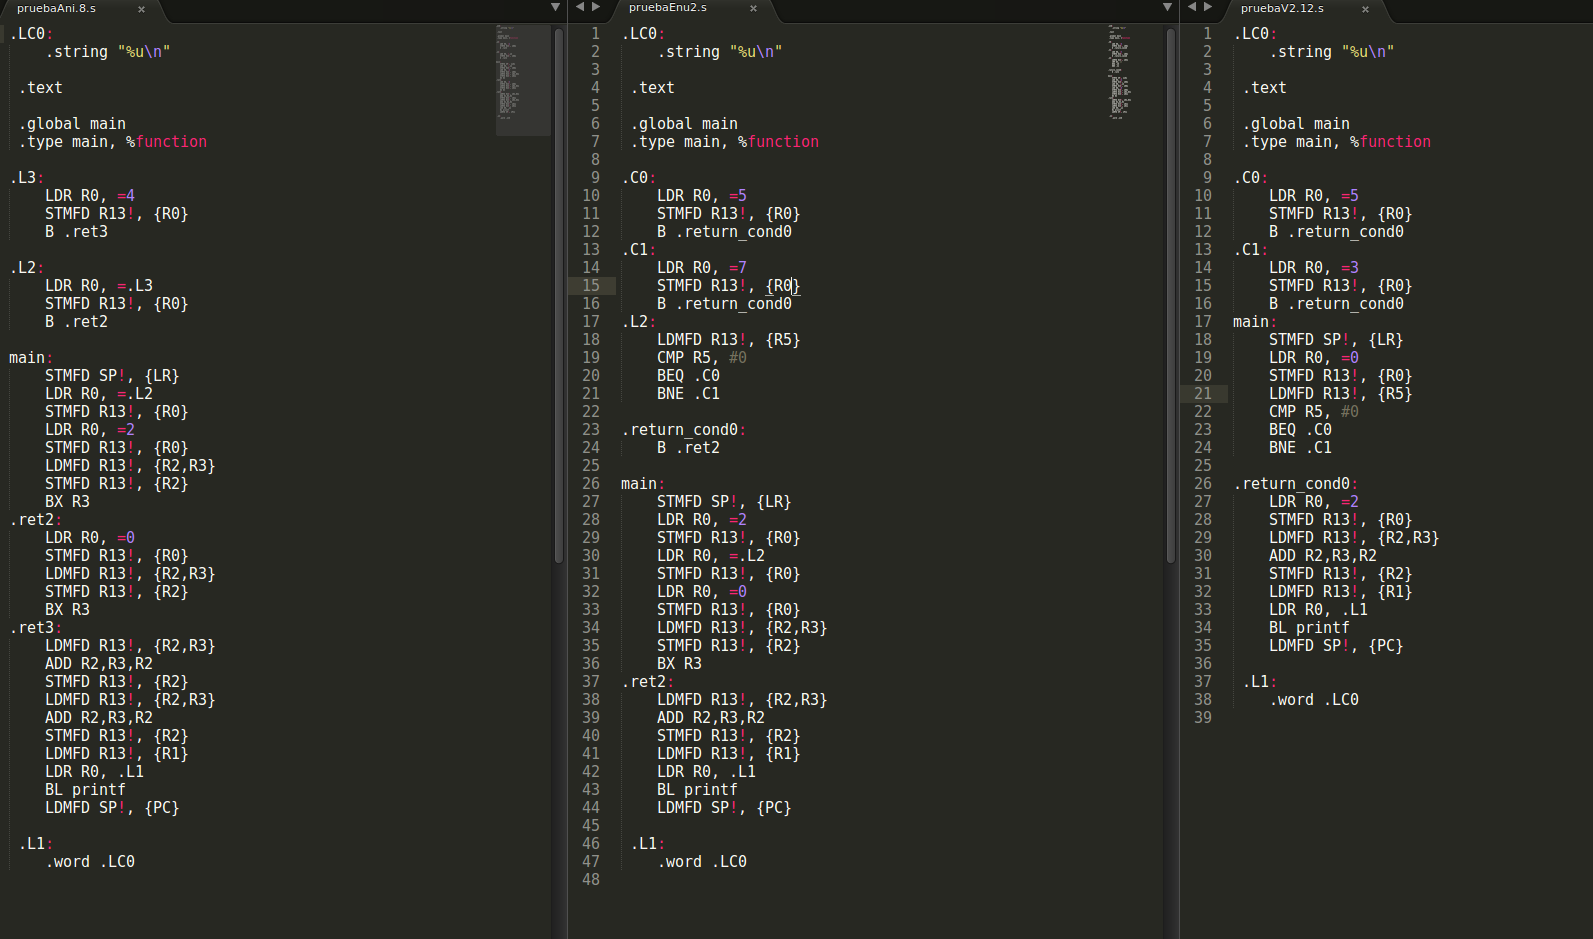 pruebaAni.8.s
.LC0:
.string "%u\n"
.text
.global main
.type main, %function
.L3:
LDR R0, =4
STMFD R13!, {R0}
B .ret3
.L2:
LDR R0, =.L3
STMFD R13!, {R0}
B .ret2
main:
STMFD SP!, {LR}
LDR R0, =.L2
STMFD R13!, {R0}
LDR R0, =2
STMFD R13!, {R0}
LDMFD R13!, {R2,R3}
STMFD R13!, {R2}
BX R3
.ret2:
LDR R0, =0
STMFD R13!, {R0}
LDMFD R13!, {R2,R3}
STMFD R13!, {R2}
BX R3
.ret3:
LDMFD R13!, {R2,R3}
ADD R2,R3,R2
STMFD R13!, {R2}
LDMFD R13!, {R2,R3}
ADD R2,R3,R2
STMFD R13!, {R2}
LDMFD R13!, {R1}
LDR R0, .L1
BL printf
LDMFD SP!, {PC}
.L1:
.word .LC0
pruebaEnu2.s
1 .LC0:
2 .string "%u\n"
3
4 .text
5
6 .global main
7 .type main, %function
8
9 .C0:
10 LDR R0, =5
11 STMFD R13!, {R0}
12 B .return_cond0
13 .C1:
14 LDR R0, =7
15 STMFD R13!, {R0}
16 B .return_cond0
17 .L2:
18 LDMFD R13!, {R5}
19 CMP R5, #0
20 BEQ .C0
21 BNE .C1
22
23 .return_cond0:
24 B .ret2
25
26 main:
27 STMFD SP!, {LR}
28 LDR R0, =2
29 STMFD R13!, {R0}
30 LDR R0, =.L2
31 STMFD R13!, {R0}
32 LDR R0, =0
33 STMFD R13!, {R0}
34 LDMFD R13!, {R2,R3}
35 STMFD R13!, {R2}
36 BX R3
37 .ret2:
38 LDMFD R13!, {R2,R3}
39 ADD R2,R3,R2
40 STMFD R13!, {R2}
41 LDMFD R13!, {R1}
42 LDR R0, .L1
43 BL printf
44 LDMFD SP!, {PC}
45
46 .L1:
47 .word .LC0
48
pruebaV2.12.s
1 .LC0:
2 .string "%u\n"
3
4 .text
5
6 .global main
7 .type main, %function
8
9 .C0:
10 LDR R0, =5
11 STMFD R13!, {R0}
12 B .return_cond0
13 .C1:
14 LDR R0, =3
15 STMFD R13!, {R0}
16 B .return_cond0
17 main:
18 STMFD SP!, {LR}
19 LDR R0, =0
20 STMFD R13!, {R0}
21 LDMFD R13!, {R5}
22 CMP R5, #0
23 BEQ .C0
24 BNE .C1
25
26 .return_cond0:
27 LDR R0, =2
28 STMFD R13!, {R0}
29 LDMFD R13!, {R2,R3}
30 ADD R2,R3,R2
31 STMFD R13!, {R2}
32 LDMFD R13!, {R1}
33 LDR R0, .L1
34 BL printf
35 LDMFD SP!, {PC}
36
37 .L1:
38 .word .LC0
39